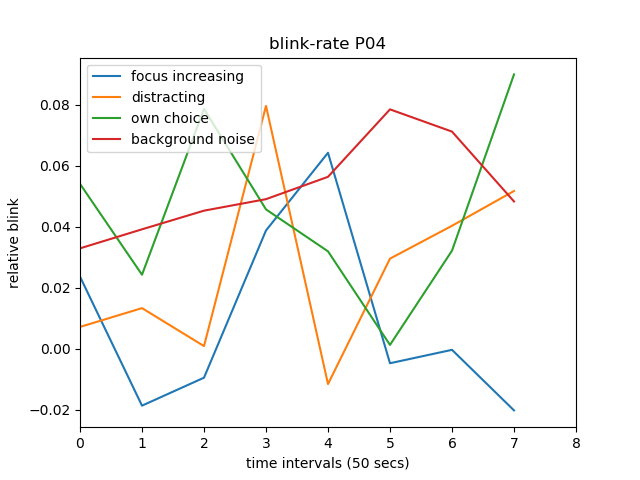 blink-rate P04
focus increasing
distracting
own choice
background noise
relative blink
0.08
0.06
0.04
0.02
0.00
−0.02
0 1 2 3 4 5 6 7 8
time intervals (50 secs)